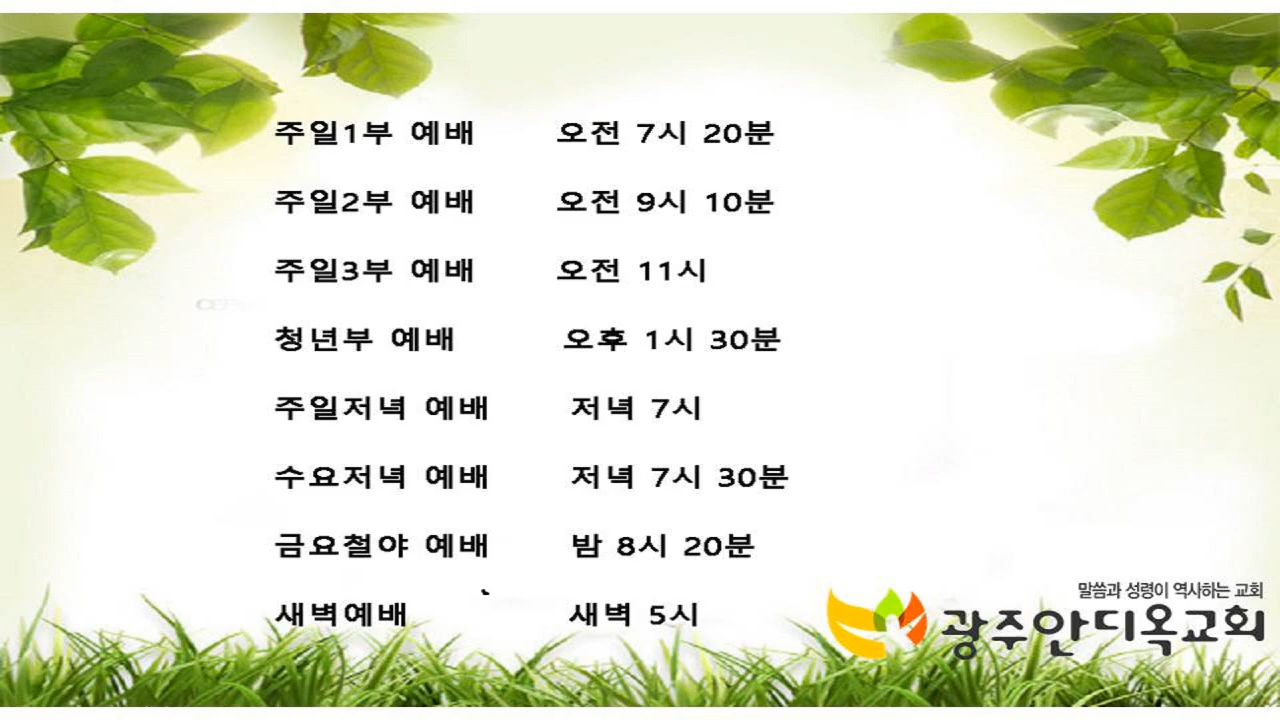 주일1부 예배 오전 7시 20분
주일2부 예배 오전 9시 10분
주일3부 예배 오전 11시
청년부 예배 오후 1시 30분
주일저녁 예배 저녁 7시
수요저녁 예배 저녁 7시 30분
금요철야 예배 밤 8시 20분
새벽예배 새벽 5시
말씀과 성령이 역사하는 교회
광주안디옥교회